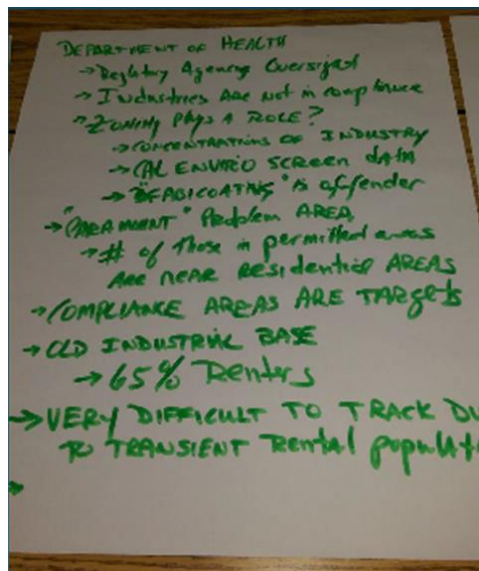 DEPARTMENT OF HEALTH
→ Regulatory Agency Oversight
→ Industries ARE Not in compliance
→ ZONING Plays A ROLE?
→ CONCENTRATIONS OF INDUSTRY
→ CAL ENVIRO SCREEN data
→ is offender
→ "PARAMOUNT" Problem AREA
→ # of Those in permitted areas
ARE NEAR RESIDENTIAL AREAS
→ COMPLIANCE AREAS ARE TARGETS
→ OLD INDUSTRIAL BASE
→ 65% Renters
→ VERY DIFFICULT TO TRACK DU
TO TRANSIENT Rental populat
→